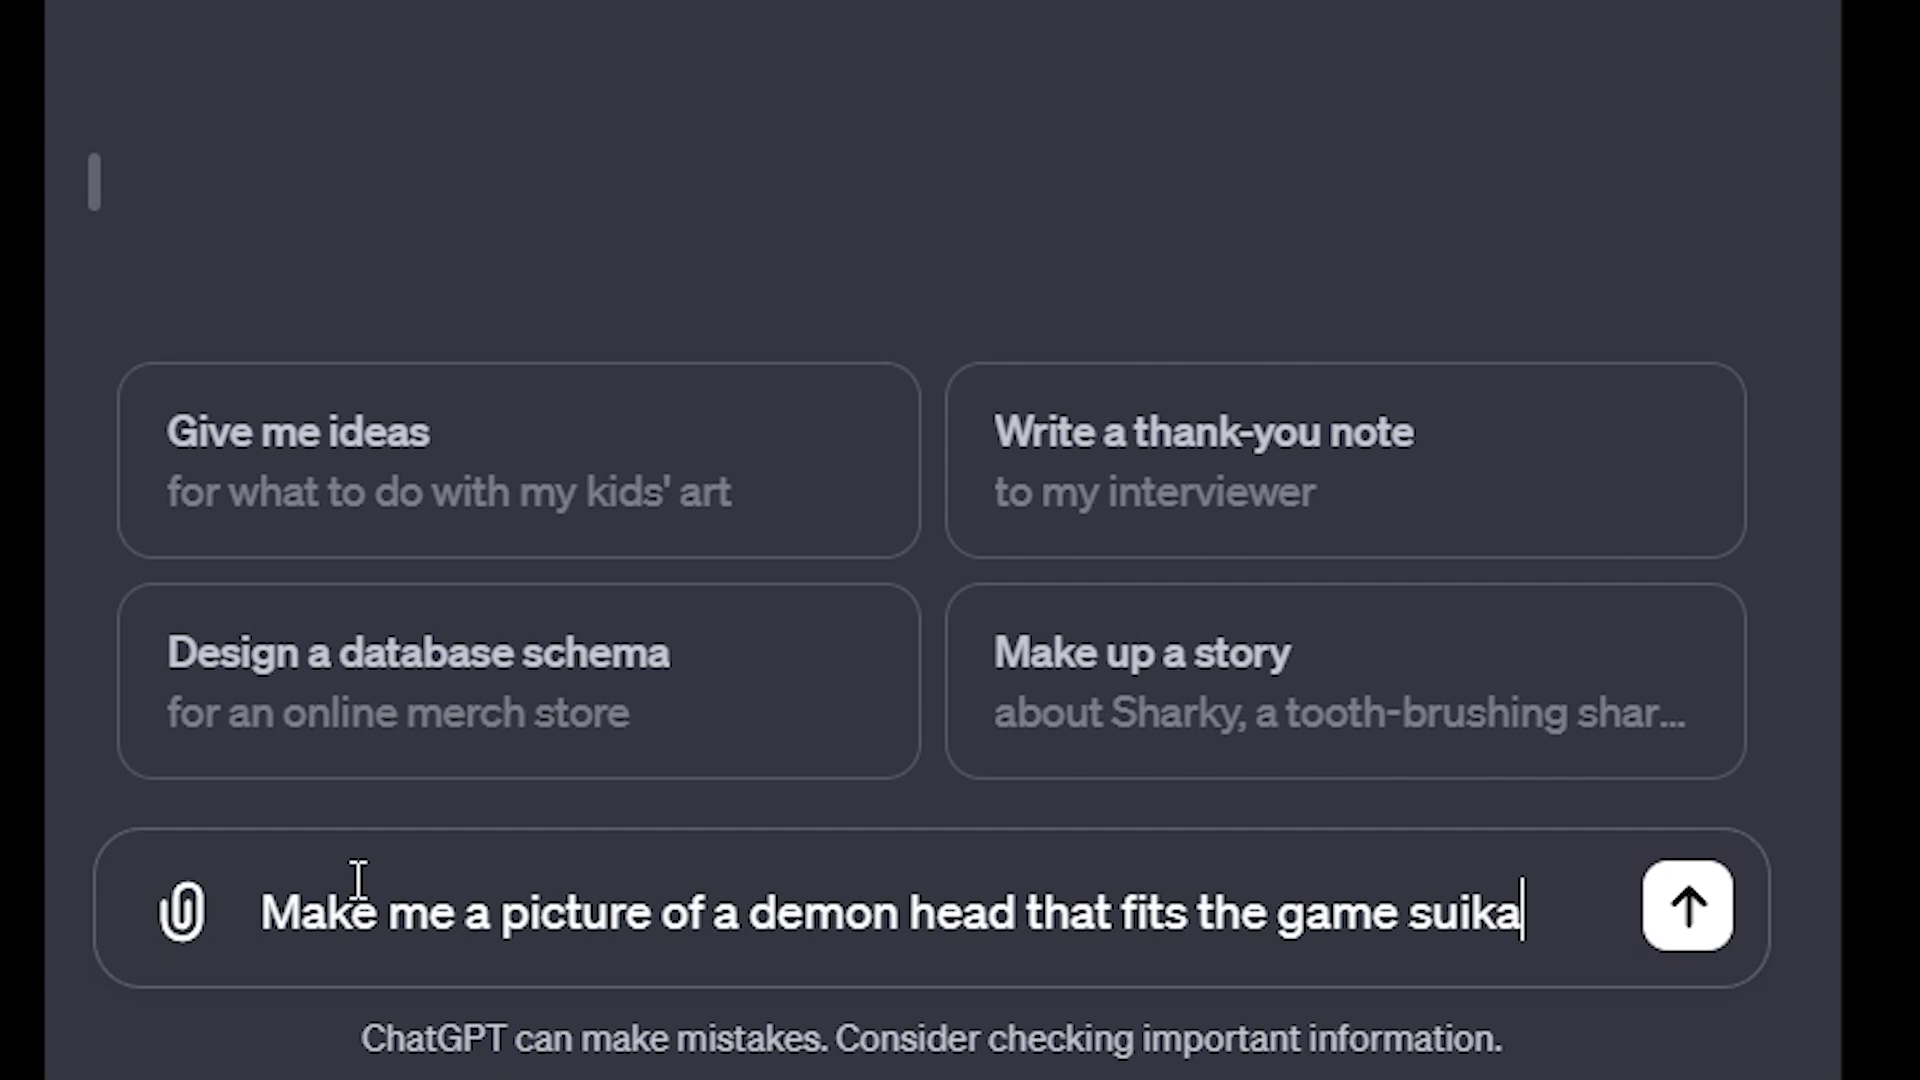 Give me ideas
for what to do with my kids' art
Write a thank-you note
to my interviewer
Design a database schema
for an online merch store
Make up a story
about Sharky, a tooth-brushing shar...
Make me a picture of a demon head that fits the game suika
ChatGPT can make mistakes. Consider checking important information.